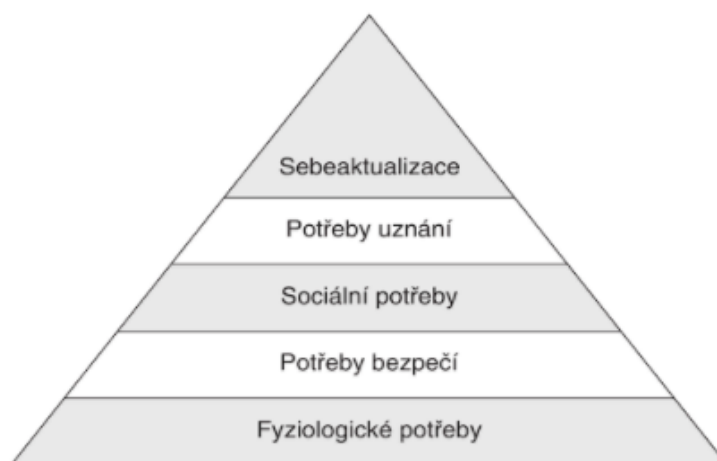 Sebeaktualizace
Potřeby uznání
Sociální potřeby
Potřeby bezpečí
Fyziologické potřeby